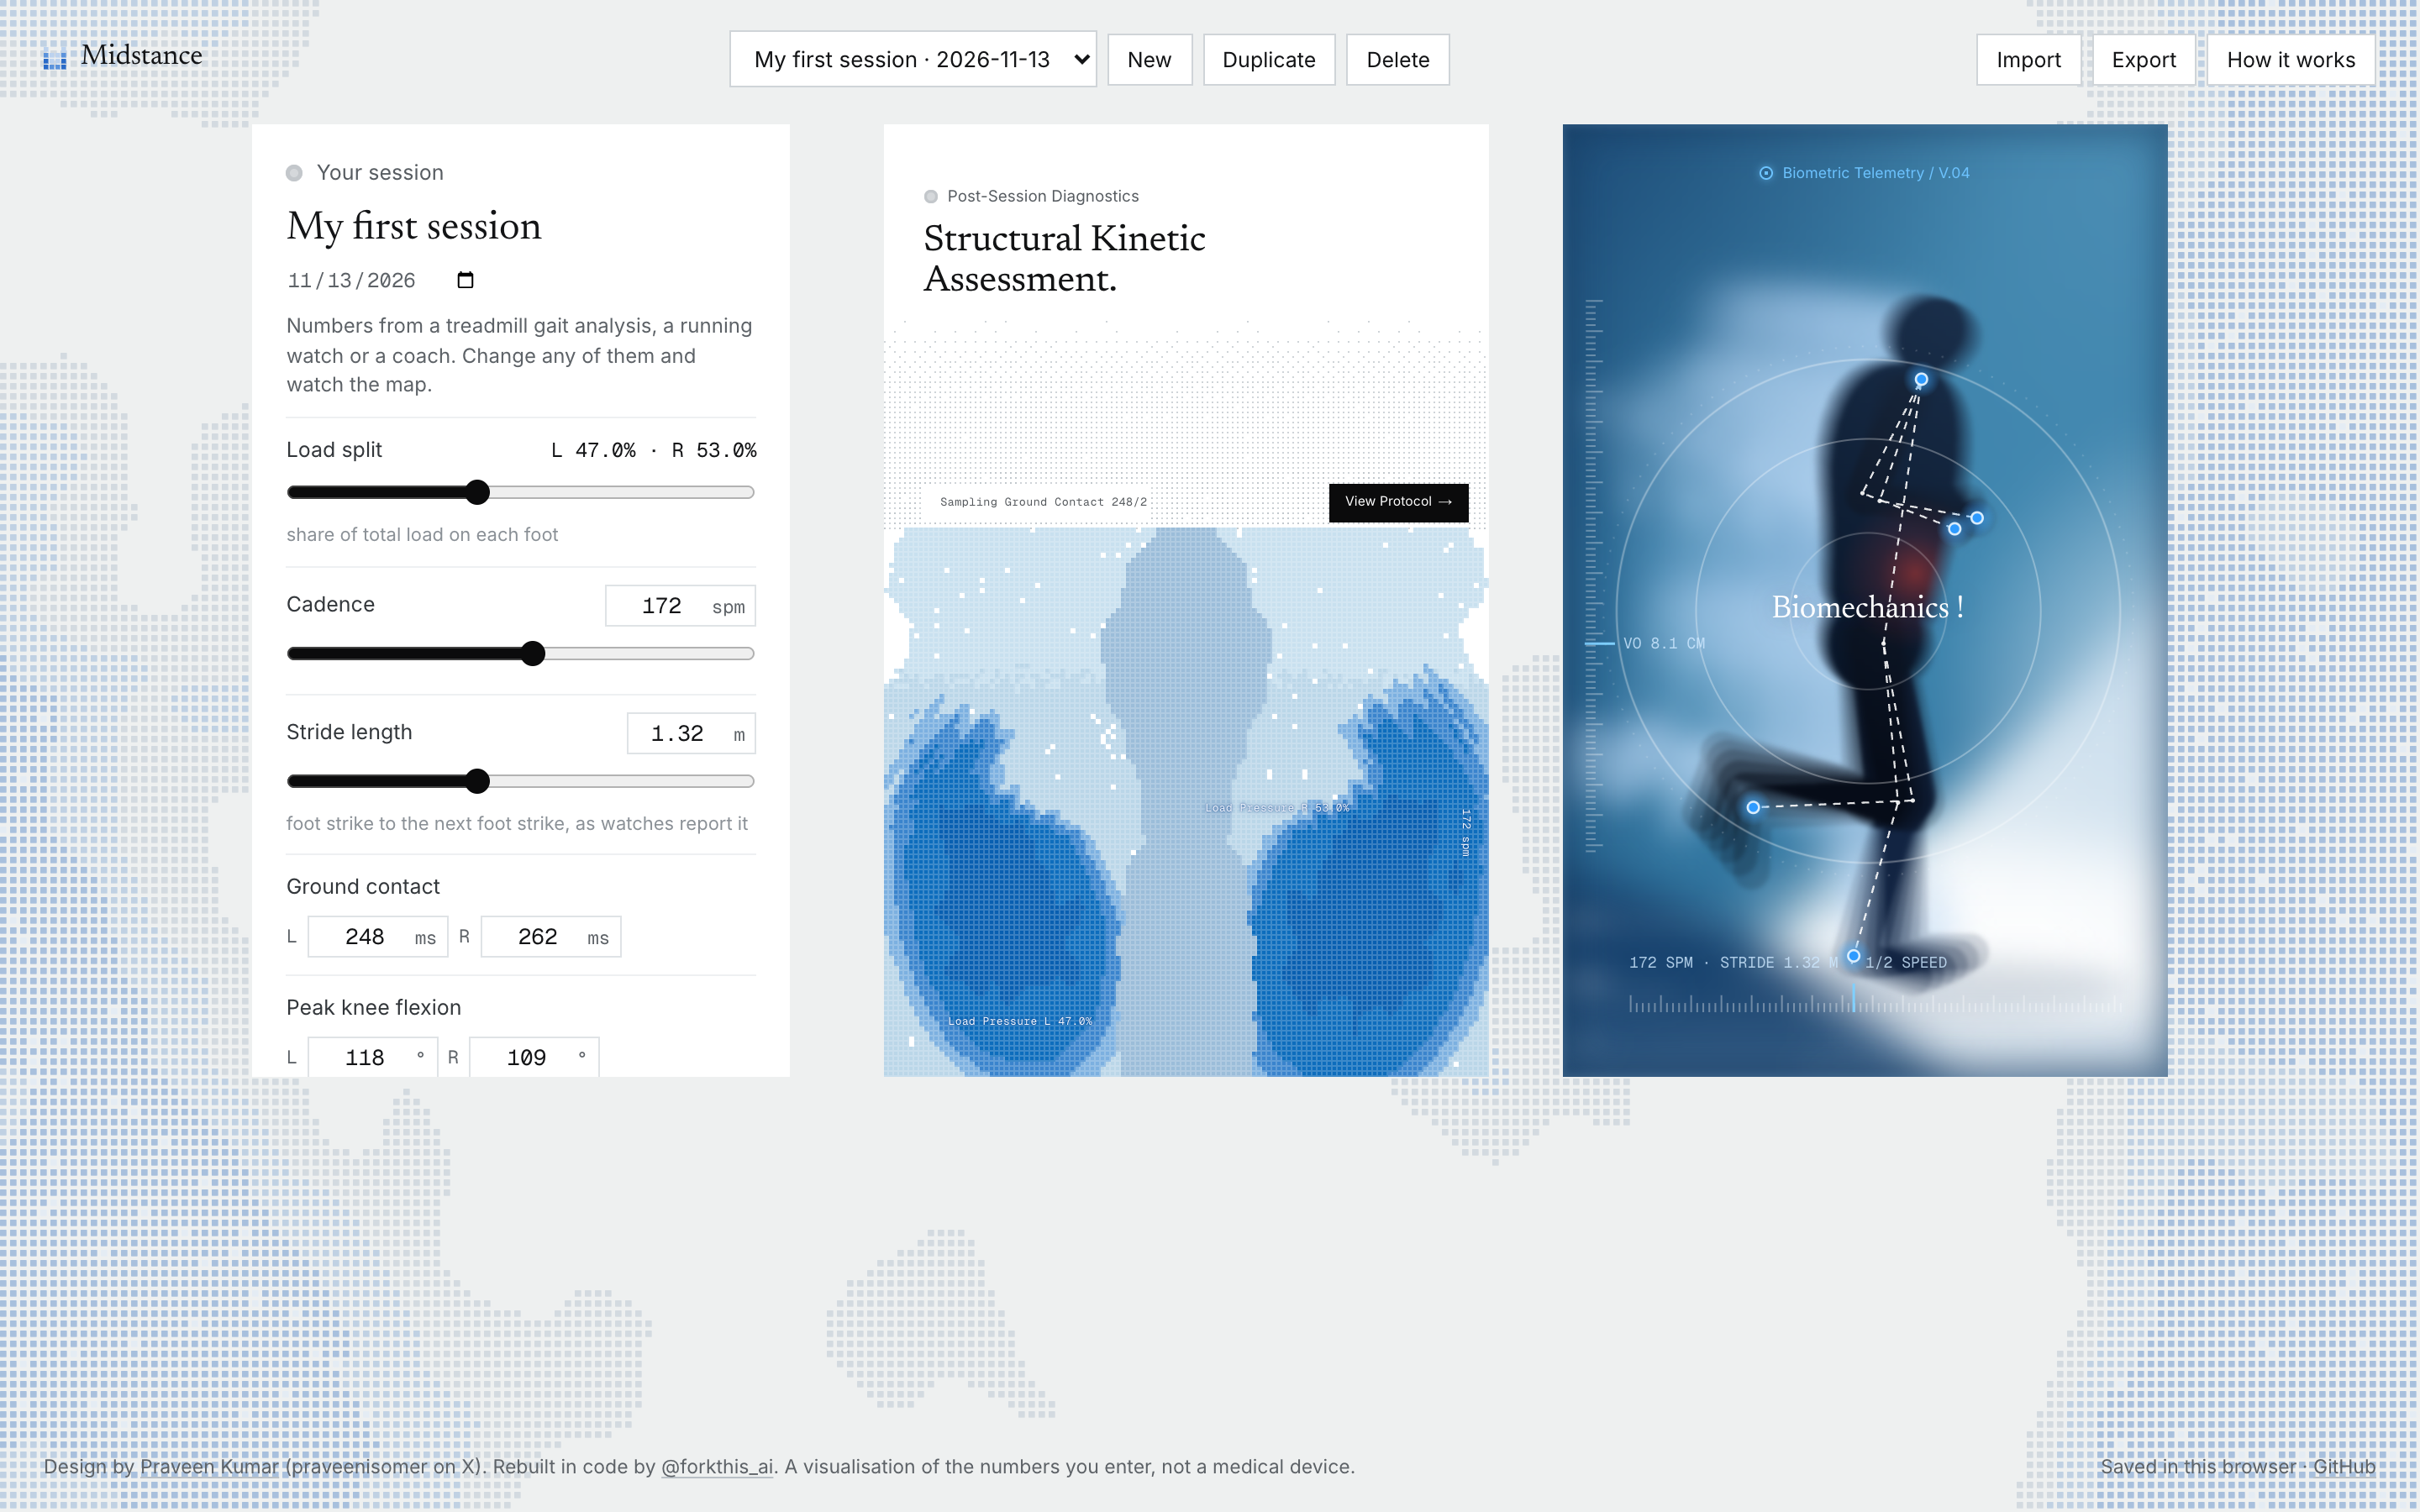 Midstance
My first session · 2026-11-13
New
Duplicate
Delete
Import
Export
How it works
Your session
My first session
11/13/2026
Numbers from a treadmill gait analysis, a running
watch or a coach. Change any of them and
watch the map.
Load split
L 47.0% · R 53.0%
share of total load on each foot
Cadence
172 spm
Stride length
1.32 m
foot strike to the next foot strike, as watches report it
Ground contact
L 248 ms R 262 ms
Peak knee flexion
L 118 ° R 109 °
Post-Session Diagnostics
Structural Kinetic
Assessment.
Sampling Ground Contact 248/2
View Protocol →
Load Pressure R 53.0%
172 spm
Load Pressure L 47.0%
Biometric Telemetry / V.04
Biomechanics !
VO 8.1 CM
172 SPM · STRIDE 1.32 M · 1/2 SPEED
Design by Praveen Kumar (praveenisomer on X). Rebuilt in code by @forkthis_ai. A visualisation of the numbers you enter, not a medical device.
Saved in this browser · GitHub